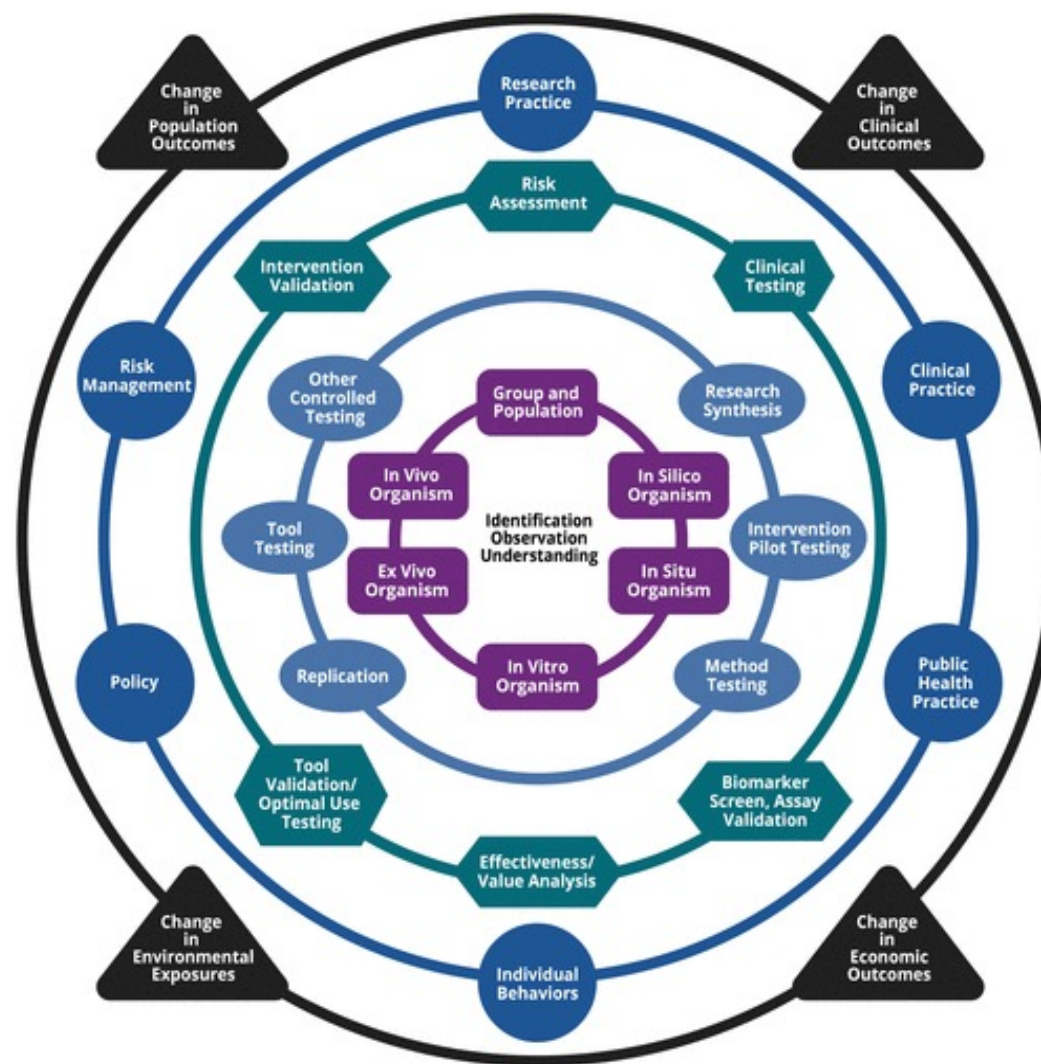 Change
in
Population
Outcomes
Research
Practice
Change
in
Clinical
Outcomes
Risk
Assessment
Intervention
Validation
Clinical
Testing
Risk
Management
Other
Controlled
Testing
Group and
Population
Research
Synthesis
Clinical
Practice
In Vivo
Organism
In Silico
Organism
Identification
Observation
Understanding
Tool
Testing
Intervention
Pilot Testing
Ex Vivo
Organism
In Situ
Organism
Policy
Replication
In Vitro
Organism
Method
Testing
Public
Health
Practice
Tool
Validation/
Optimal Use
Testing
Biomarker
Screen, Assay
Validation
Effectiveness/
Value Analysis
Change
in
Environmental
Exposures
Individual
Behaviors
Change
in
Economic
Outcomes